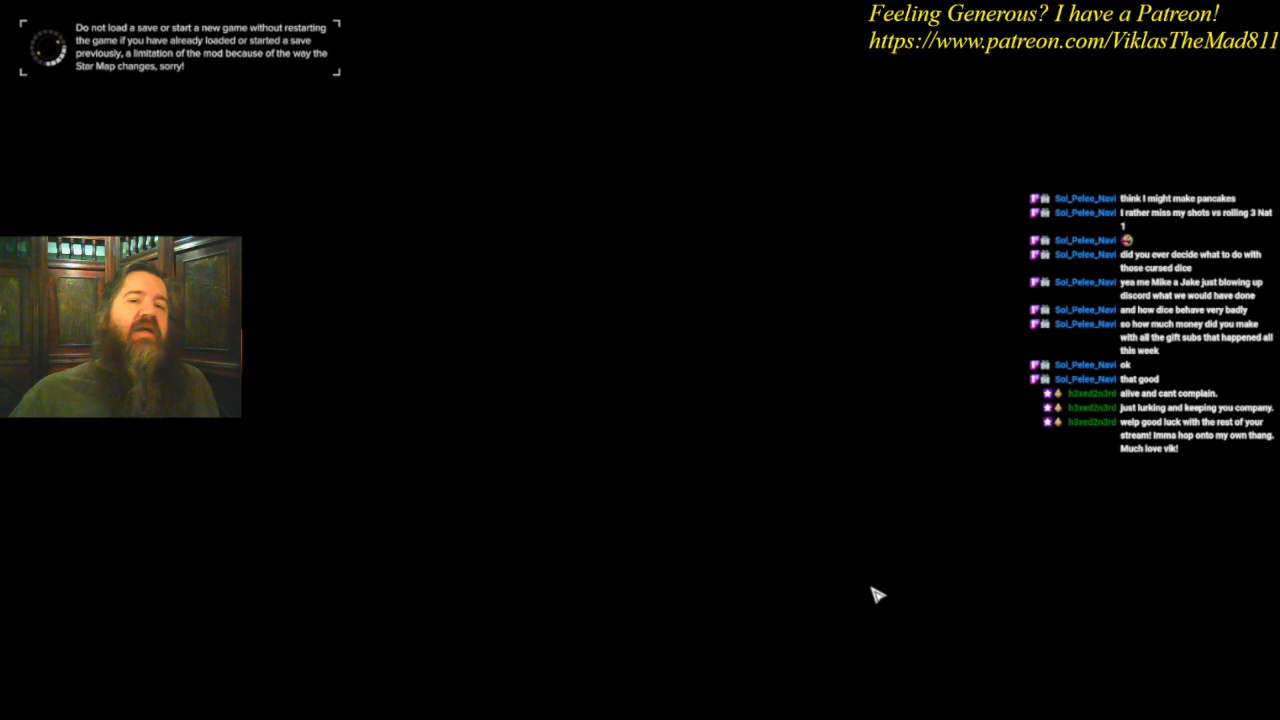 Do not load a save or start a new game without restarting
the game if you have already loaded or started a save
previously, a limitation of the mod because of the way the
Star Map changes, sorry!
Feeling Generous? I have a Patreon!
https://www.patreon.com/ViklasTheMad811
Sol_Pelee_Navi think I might make pancakes
Sol_Pelee_Navi I rather miss my shots vs rolling 3 Nat
1
Sol_Pelee_Navi
Sol_Pelee_Navi did you ever decide what to do with
those cursed dice
Sol_Pelee_Navi yea me Mike a Jake just blowing up
discord what we would have done
Sol_Pelee_Navi and how dice behave very badly
Sol_Pelee_Navi so how much money did you make
with all the gift subs that happened all
this week
Sol_Pelee_Navi ok
Sol_Pelee_Navi that good
h3xed2n3rd alive and cant complain.
h3xed2n3rd just lurking and keeping you company.
h3xed2n3rd welp good luck with the rest of your
stream! Imma hop onto my own thang.
Much love vik!